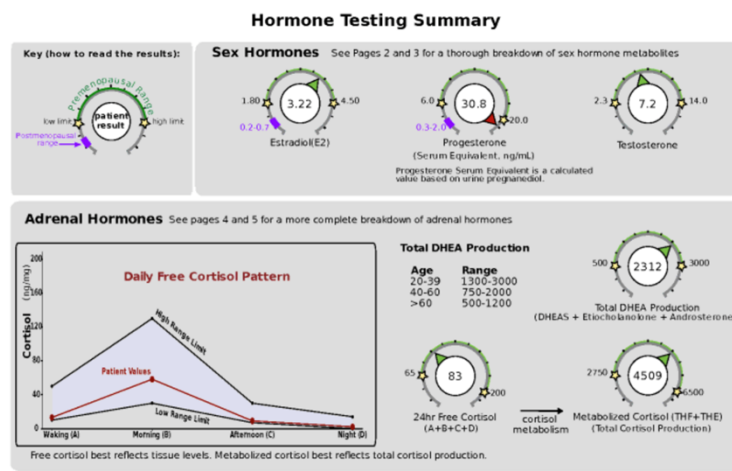 Hormone Testing Summary
Key (how to read the results):
Premenopausal Range
patient
result
low limit
high limit
Postmenopausal
range
Sex Hormones See Pages 2 and 3 for a thorough breakdown of sex hormone metabolites
1.80
3.22
4.50
0.2-0.7
Estradiol(E2)
6.0
30.8
20.0
0.3-2.0
Progesterone
(Serum Equivalent, ng/mL)
Progesterone Serum Equivalent is a calculated
value based on urine pregnanediol.
2.3
7.2
14.0
Testosterone
Adrenal Hormones See pages 4 and 5 for a more complete breakdown of adrenal hormones
Daily Free Cortisol Pattern
Cortisol (ng/mg)
200
160
120
80
40
0
High Range Limit
Patient Values
Low Range Limit
Waking (A)
Morning (B)
Afternoon (C)
Night (D)
Total DHEA Production
Age Range
20-39 1300-3000
40-60 750-2000
>60 500-1200
500
2312
3000
Total DHEA Production
(DHEAS + Etiocholanolone + Androsterone
65
83
200
24hr Free Cortisol
(A+B+C+D)
cortisol
metabolism
2750
4509
6500
Metabolized Cortisol (THF+THE)
(Total Cortisol Production)
Free cortisol best reflects tissue levels. Metabolized cortisol best reflects total cortisol production.